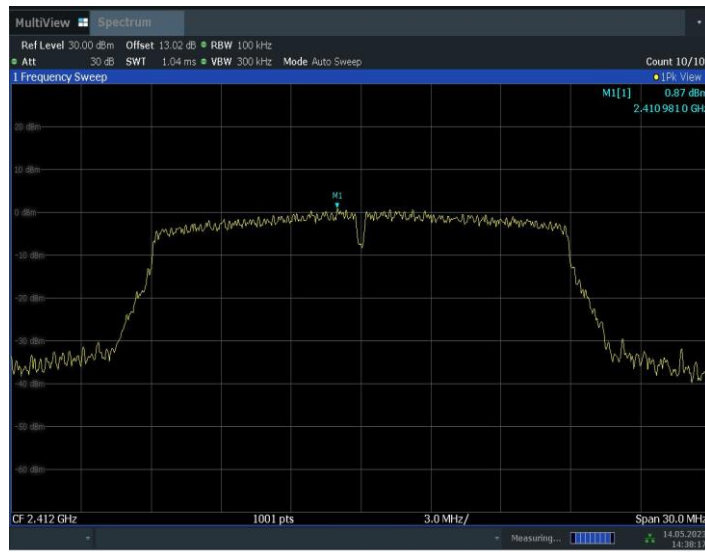 MultiView Spectrum
Ref Level 30.00 dBm Offset 13.02 dB RBW 100 kHz
Att 30 dB SWT 1.04 ms VBW 300 kHz Mode Auto Sweep Count 10/10
1 Frequency Sweep 1Pk View
M1[1] 0.87 dBm
2.410 981 0 GHz
20 dBm
10 dBm
M1
0 dBm
-10 dBm
-20 dBm
-30 dBm
-40 dBm
-50 dBm
-60 dBm
CF 2.412 GHz 1001 pts 3.0 MHz/ Span 30.0 MHz
Measuring... 14.05.2023
14:38:17